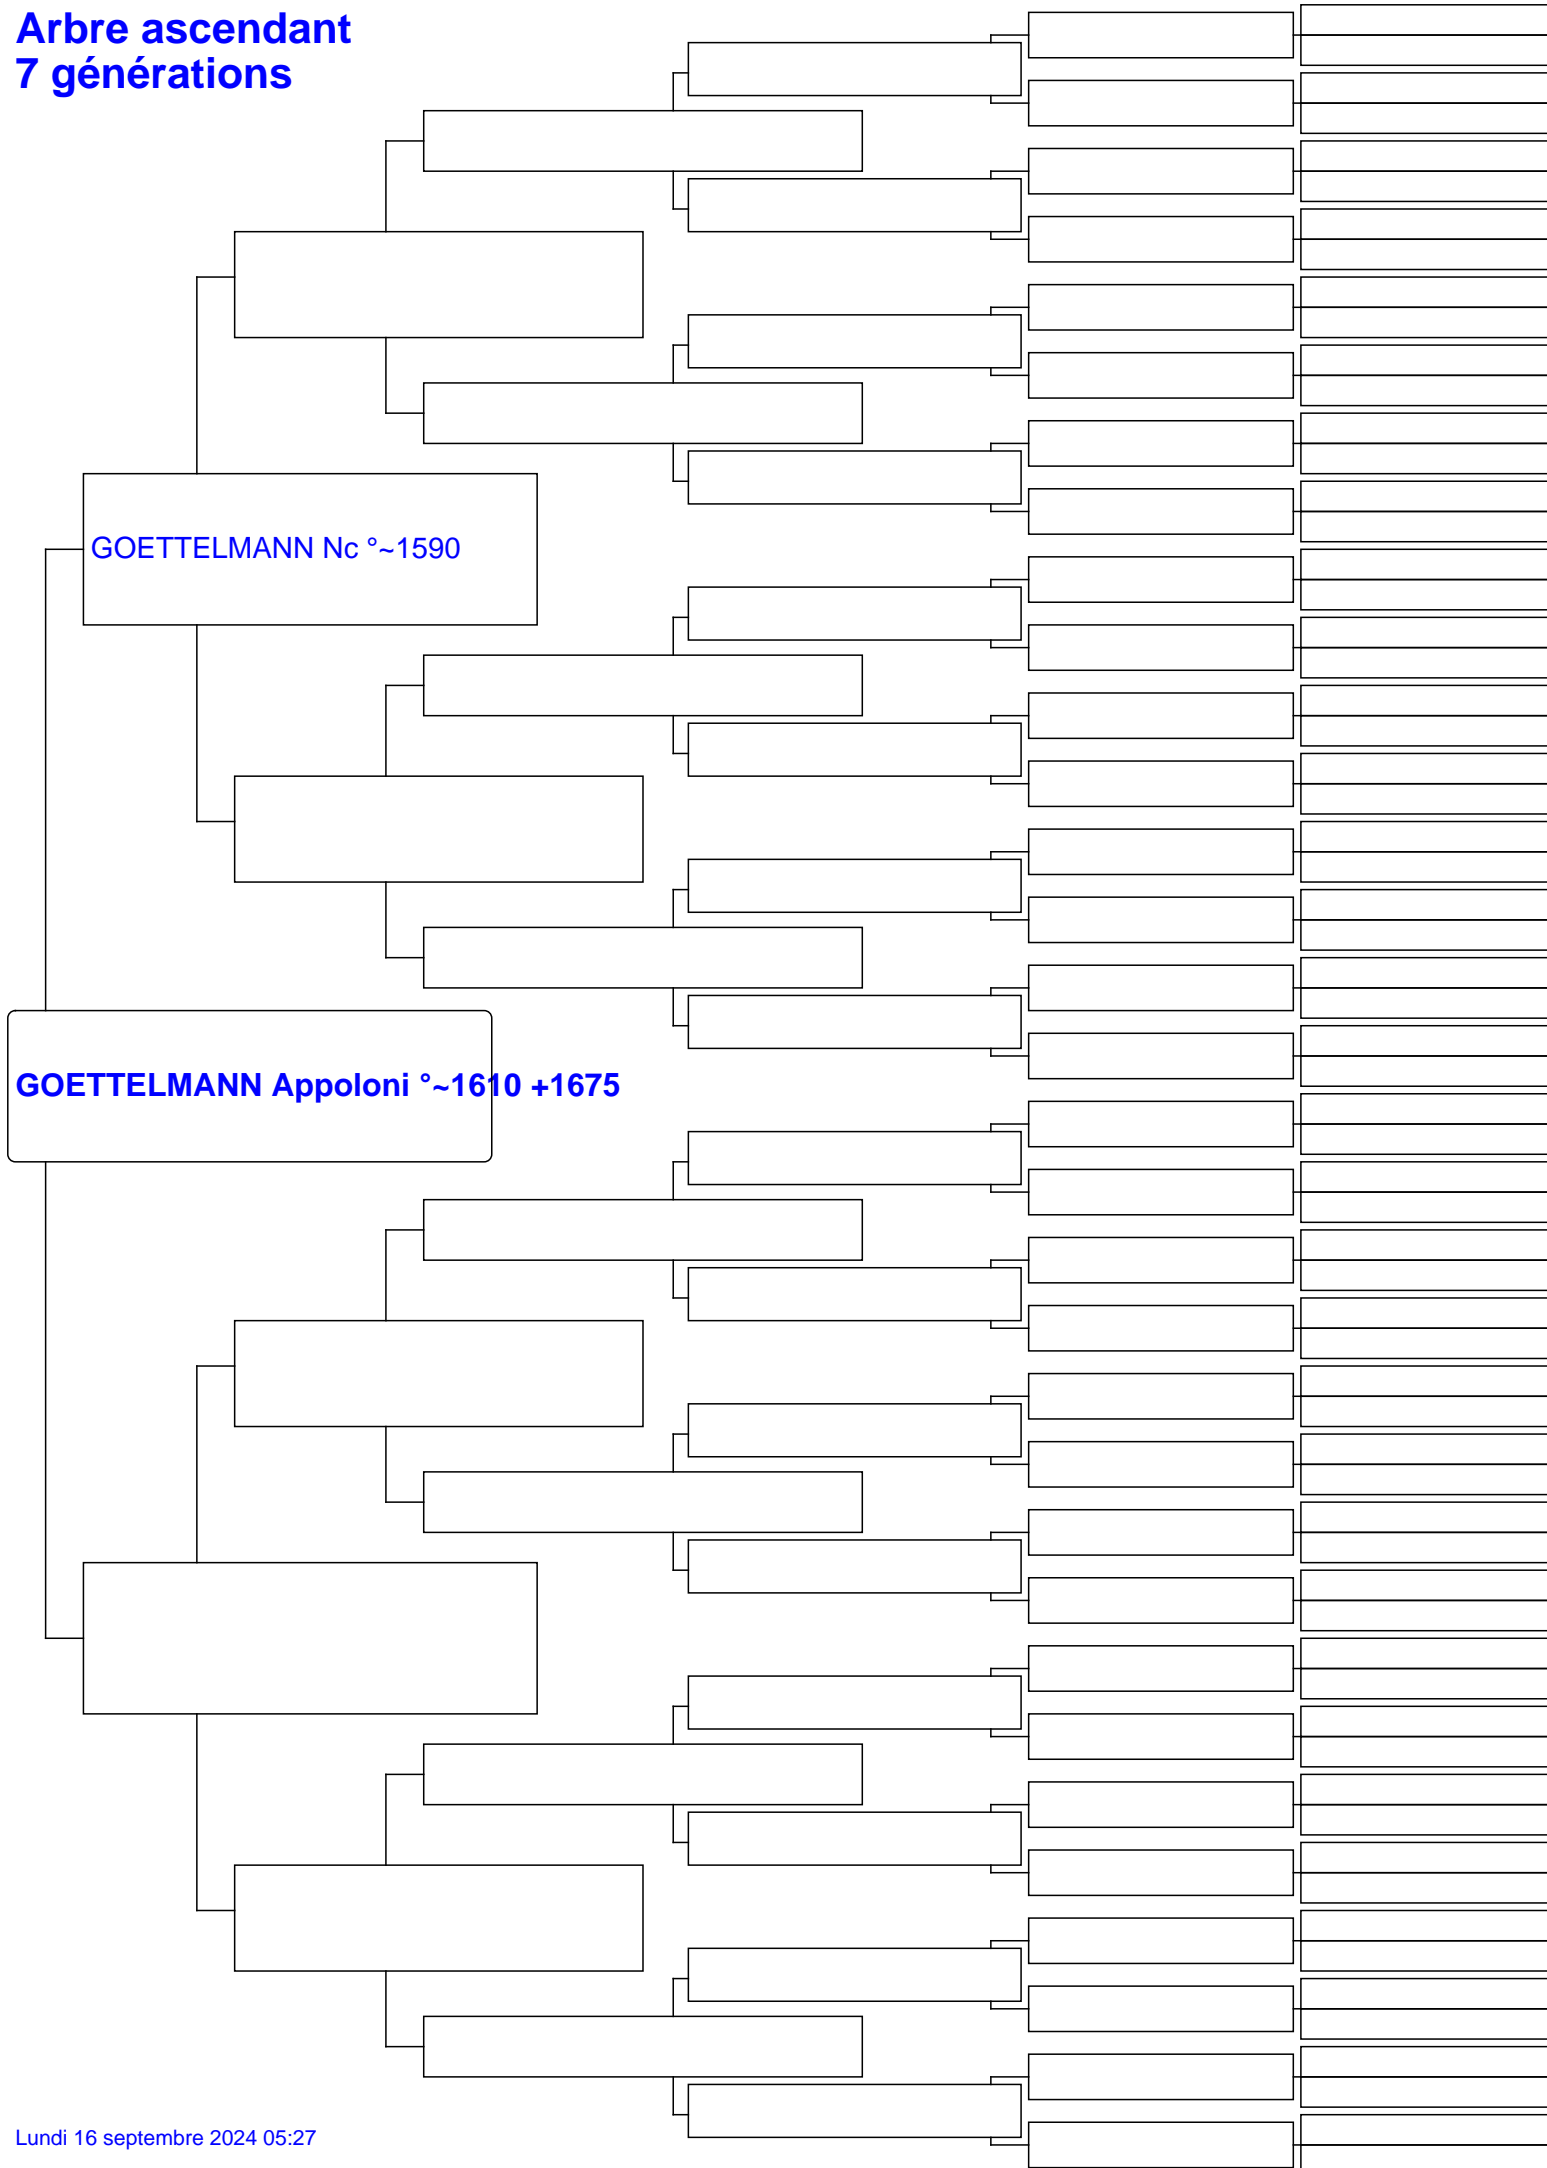 Arbre ascendant
7 générations
GOETTELMANN Nc °~1590
GOETTELMANN Appoloni °~1610 +1675
Lundi 16 septembre 2024 05:27